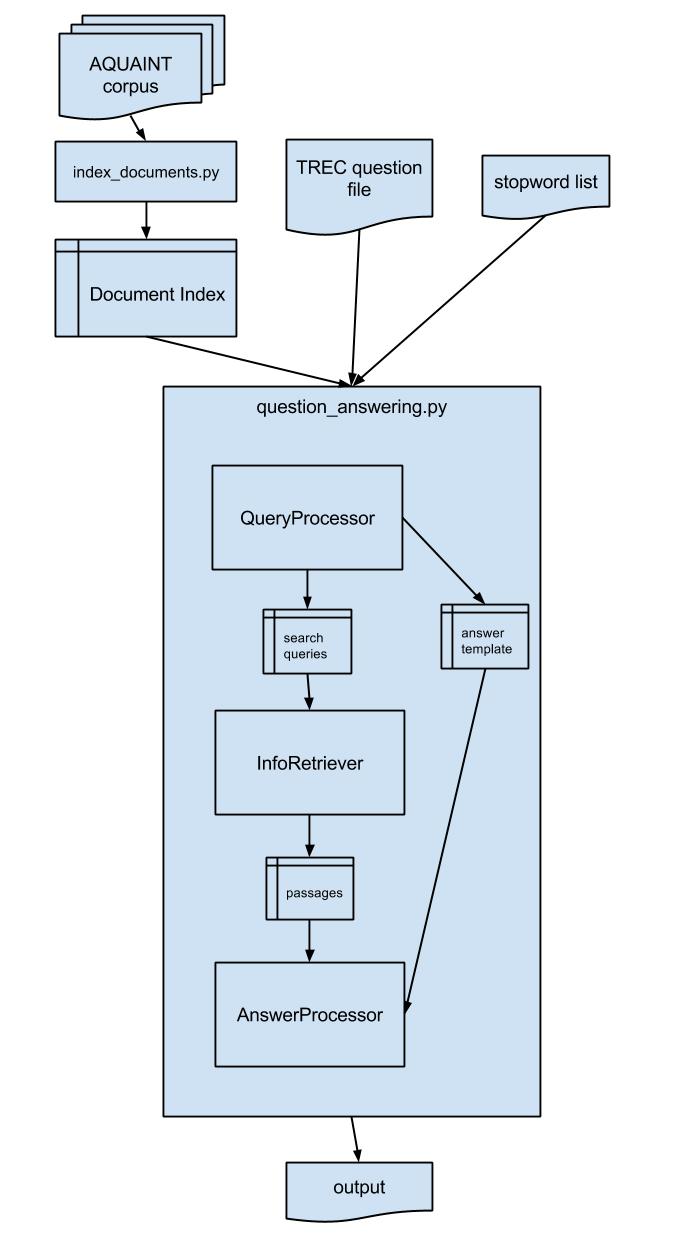 AQUAINT
corpus
index_documents.py
TREC question
file
stopword list
Document Index
question_answering.py
QueryProcessor
search
queries
answer
template
InfoRetriever
passages
AnswerProcessor
output